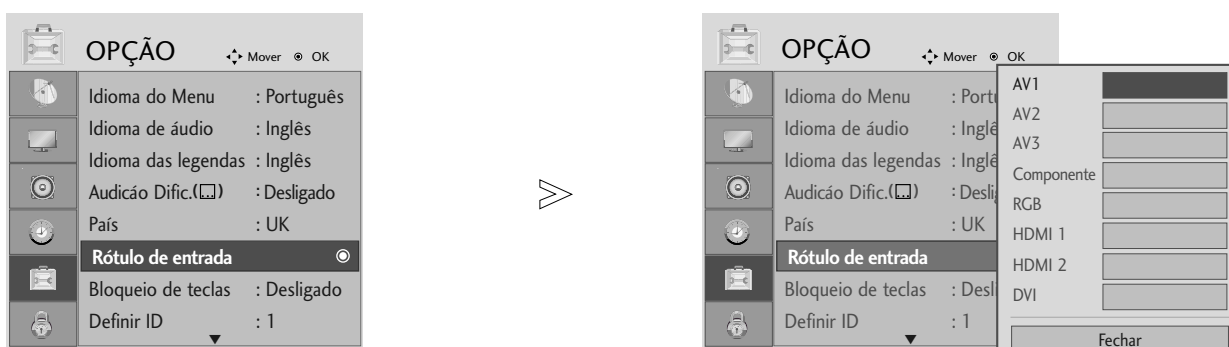 OPÇÃO Mover OK
Idioma do Menu : Português
Idioma de áudio : Inglês
Idioma das legendas : Inglês
Audicáo Dific.( ) : Desligado
País : UK
Rótulo de entrada
Bloqueio de teclas : Desligado
Definir ID : 1
OPÇÃO Mover OK
Idioma do Menu : Portu
Idioma de áudio : Inglê
Idioma das legendas : Inglê
Audicáo Dific.( ) : Deslig
País : UK
Rótulo de entrada
Bloqueio de teclas : Desli
Definir ID : 1
AV1
AV2
AV3
Componente
RGB
HDMI 1
HDMI 2
DVI
Fechar